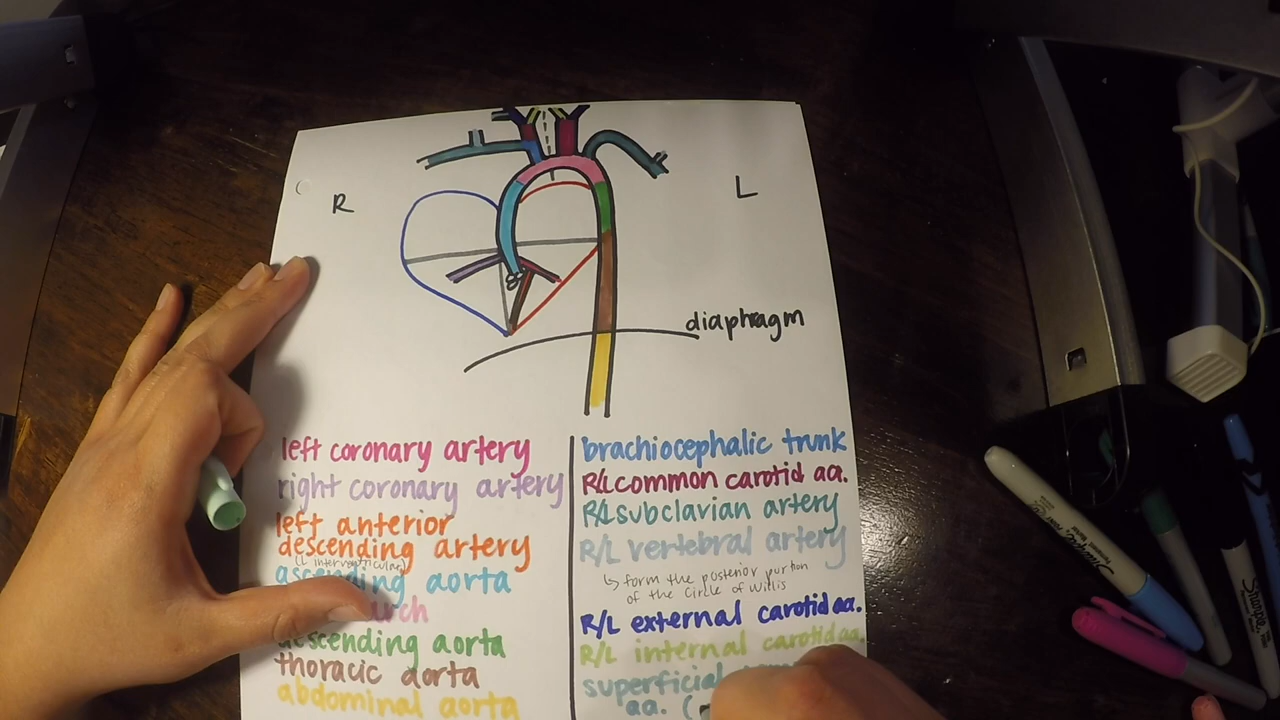 R
L
diaphragm
left coronary artery
right coronary artery
left anterior
descending artery
(L interventricular)
ascending aorta
arch
descending aorta
thoracic aorta
abdominal aorta
brachiocephalic trunk
R/L common carotid aa.
R/L subclavian artery
R/L vertebral artery
↳ form the posterior portion
of the Circle of Willis
R/L external carotid aa.
R/L internal carotid aa.
superficial
aa. (
Sharpie